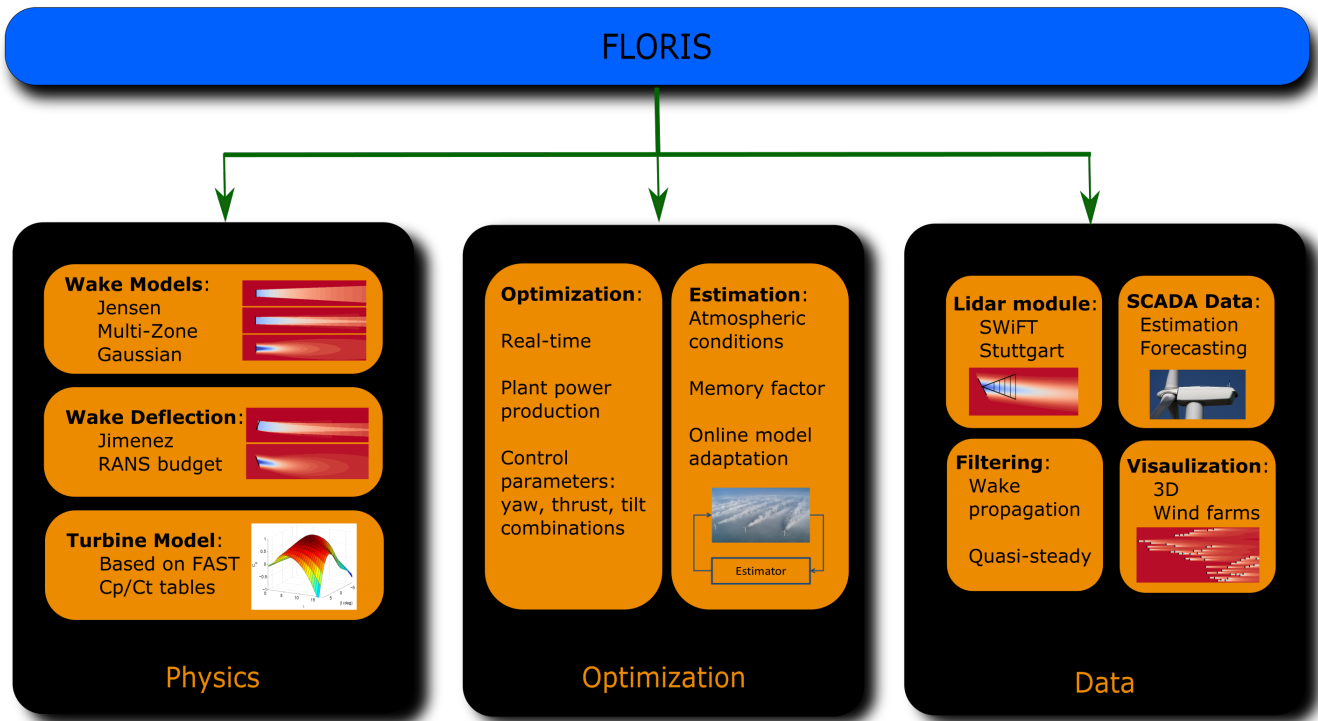 FLORIS
Wake Models:
Jensen
Multi-Zone
Gaussian
Wake Deflection:
Jimenez
RANS budget
Turbine Model:
Based on FAST
Cp/Ct tables
Physics
Optimization:
Real-time
Plant power
production
Control
parameters:
yaw, thrust, tilt
combinations
Estimation:
Atmospheric
conditions
Memory factor
Online model
adaptation
Estimator
Optimization
Lidar module:
SWiFT
Stuttgart
SCADA Data:
Estimation
Forecasting
Filtering:
Wake
propagation
Quasi-steady
Visaulization:
3D
Wind farms
Data